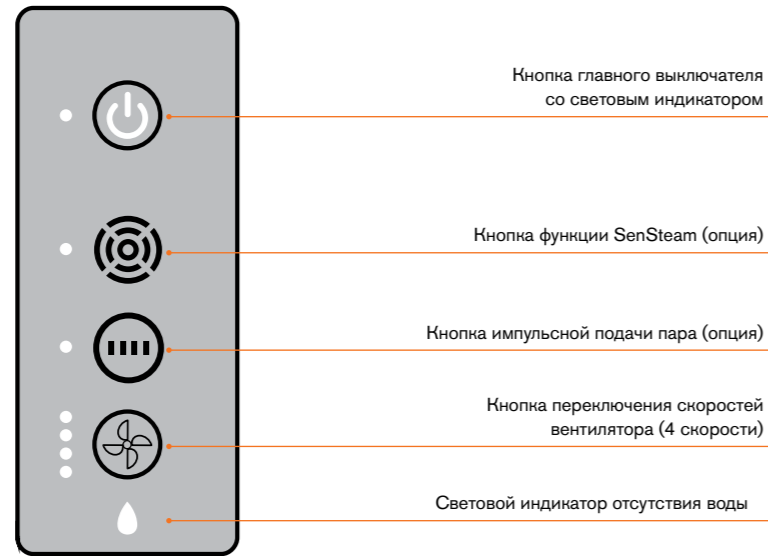 Кнопка главного выключателя
со световым индикатором
Кнопка функции SenSteam (опция)
Кнопка импульсной подачи пара (опция)
Кнопка переключения скоростей
вентилятора (4 скорости)
Световой индикатор отсутствия воды